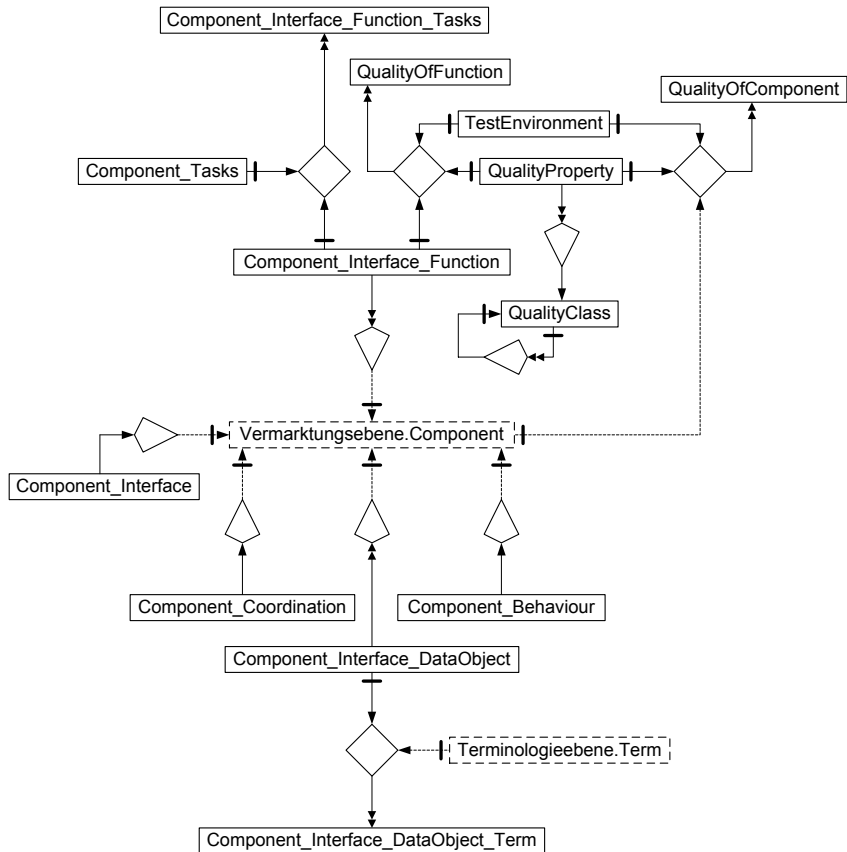 Component_Interface_Function_Tasks
QualityOfFunction
QualityOfComponent
TestEnvironment
Component_Tasks
QualityProperty
Component_Interface_Function
QualityClass
Vermarktungsebene.Component
Component_Interface
Component_Coordination
Component_Behaviour
Component_Interface_DataObject
Terminologieebene.Term
Component_Interface_DataObject_Term